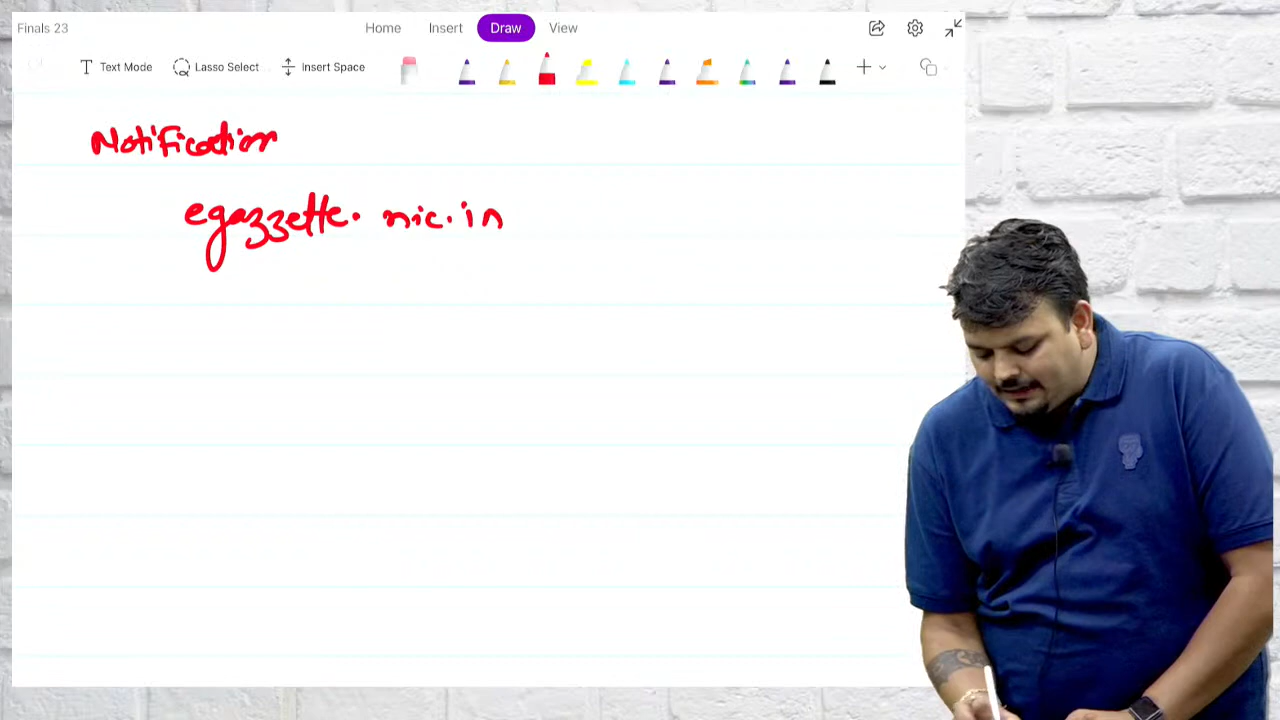 Finals 23
Home Insert Draw View
Text Mode Lasso Select Insert Space
Notification
egazzette. nic.in